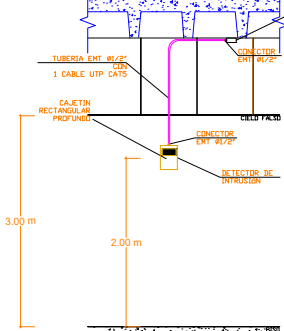 CONECTOR
EMT Ø1/2"
TUBERIA EMT Ø1/2"
CON
1 CABLE UTP CAT5
CAJETIN
RECTANGULAR
PROFUNDO
CIELO FALSO
CONECTOR
EMT Ø1/2"
DETECTOR DE
INTRUSION
3.00 m
2.00 m